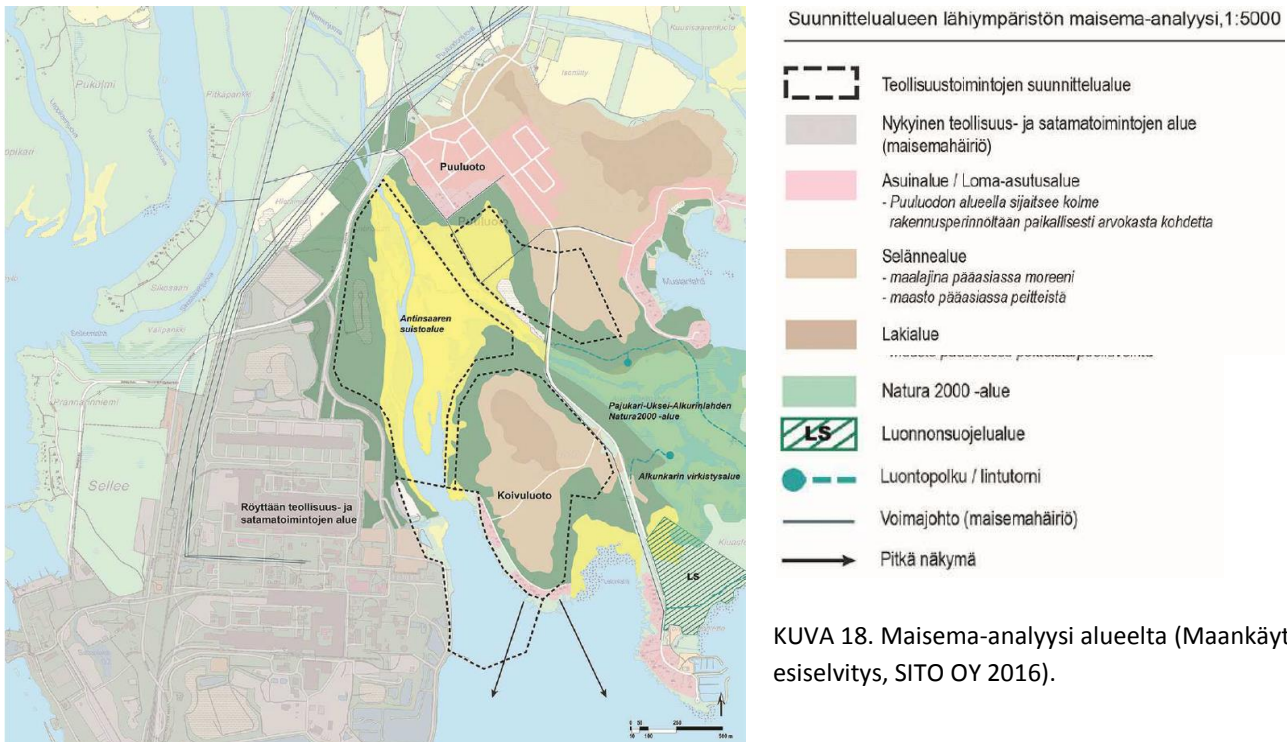 Pukulmi
Pitkäpankki
Puuluoto
Antinsaaren
suistoalue
Pajukari-Uksei-Alkurinlahden
Natura2000 -alue
Alkunkarin virkistysalue
Koivuluoto
Sellee
Röyttään teollisuus- ja
satamatoimintojen alue
LS
Suunnittelualueen lähiympäristön maisema-analyysi,1:5000
Teollisuustoimintojen suunnittelualue
Nykyinen teollisuus- ja satamatoimintojen alue
(maisemahäiriö)
Asuinalue / Loma-asutusalue
- Puuluodon alueella sijaitsee kolme
rakennusperinnöltään paikallisesti arvokasta kohdetta
Selännealue
- maalajina pääasiassa moreeni
- maasto pääasiassa peitteistä
Lakialue
Natura 2000 -alue
LS Luonnonsuojelualue
Luontopolku / lintutorni
Voimajohto (maisemahäiriö)
Pitkä näkymä
KUVA 18. Maisema-analyysi alueelta (Maankäyt
esiselvitys, SITO OY 2016).